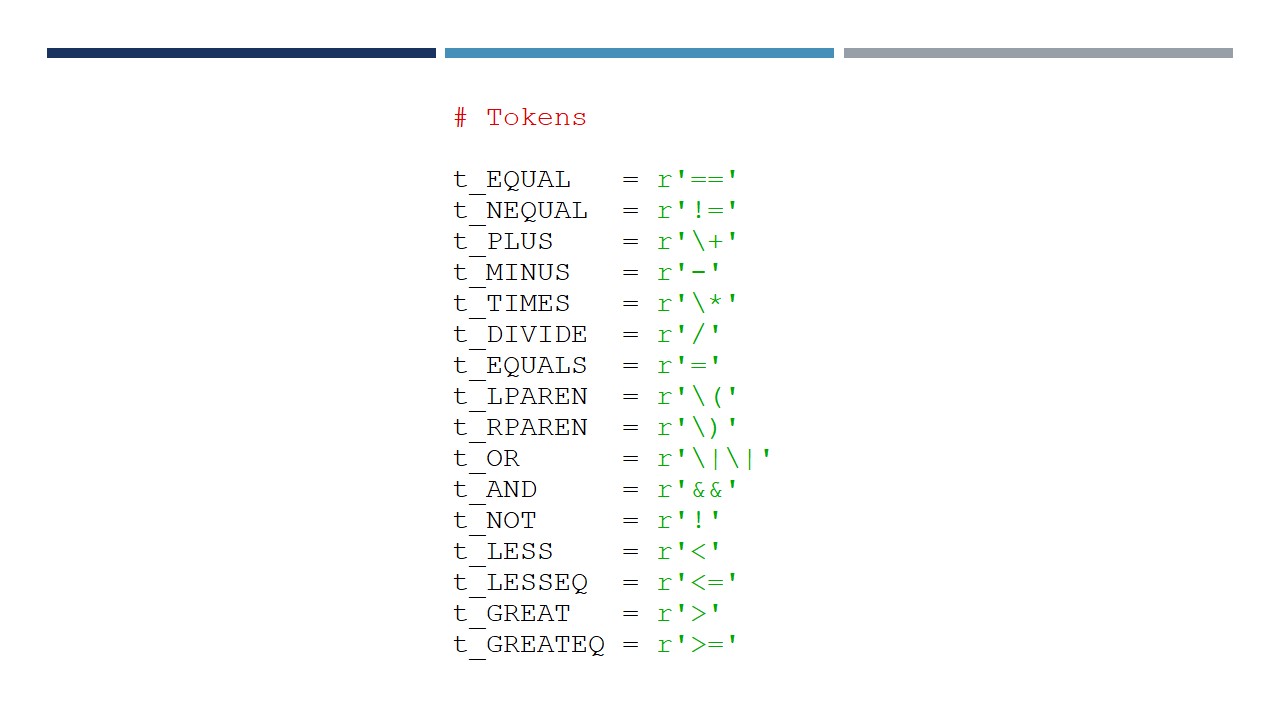 # Tokens
t_EQUAL   = r'=='
t_NEQUAL  = r'!='
t_PLUS    = r'\+'
t_MINUS   = r'-'
t_TIMES   = r'\*'
t_DIVIDE  = r'/'
t_EQUALS  = r'='
t_LPAREN  = r'\('
t_RPAREN  = r'\)'
t_OR      = r'\|\|'
t_AND     = r'&&'
t_NOT     = r'!'
t_LESS    = r'<'
t_LESSEQ  = r'<='
t_GREAT   = r'>'
t_GREATEQ = r'>='